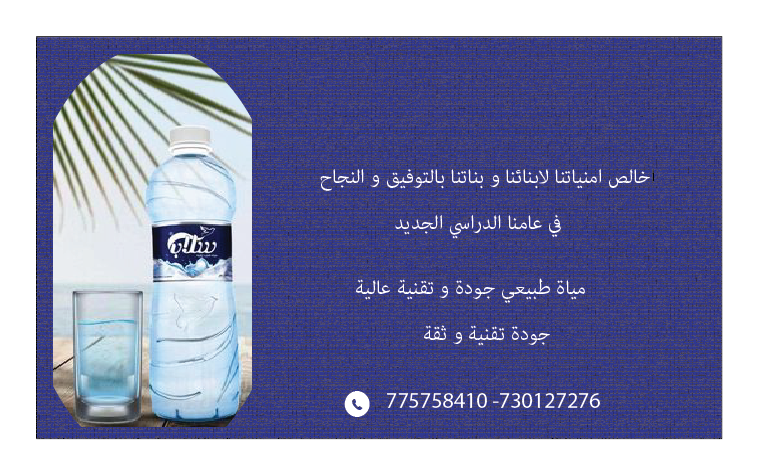 خالص امنياتنا لابنائنا و بناتنا بالتوفيق و النجاح
في عامنا الدراسي الجديد
مياة طبيعي جودة و تقنية عالية
جودة تقنية و ثقة
775758410 -730127276